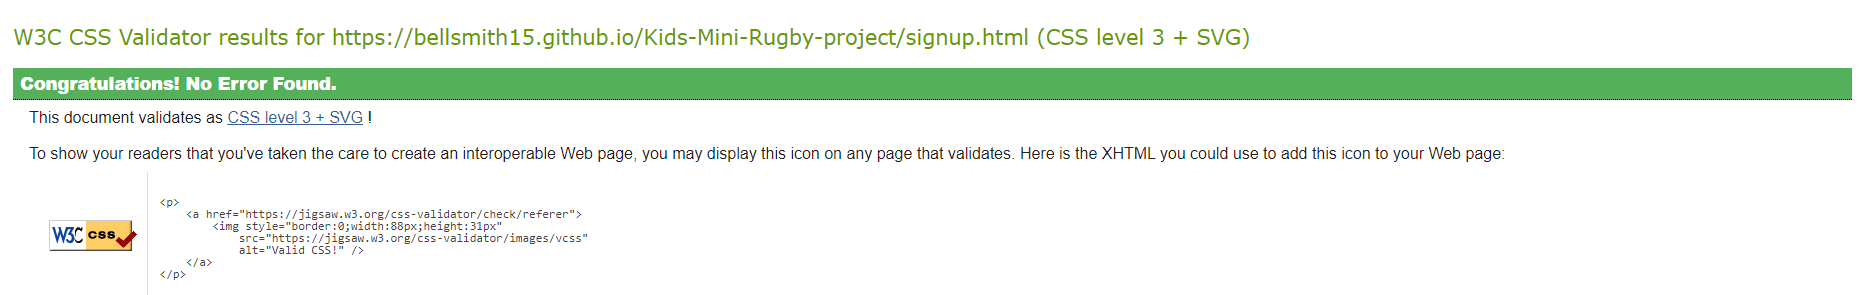 W3C CSS Validator results for https://bellsmith15.github.io/Kids-Mini-Rugby-project/signup.html (CSS level 3 + SVG)
Congratulations! No Error Found.
This document validates as CSS level 3 + SVG !
To show your readers that you've taken the care to create an interoperable Web page, you may display this icon on any page that validates. Here is the XHTML you could use to add this icon to your Web page:
W3C css
<p>
    <a href="https://jigsaw.w3.org/css-validator/check/referer">
        <img style="border:0;width:88px;height:31px"
            src="https://jigsaw.w3.org/css-validator/images/vcss"
            alt="Valid CSS!" />
    </a>
</p>